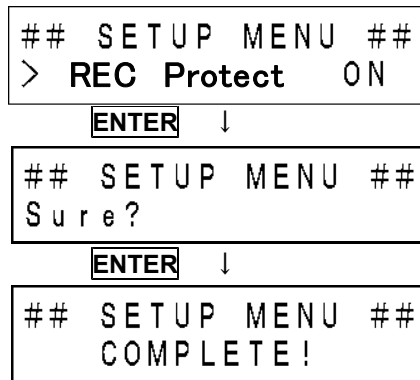 ## SETUP MENU ##
> REC Protect ON
ENTER ↓
## SETUP MENU ##
Sure?
ENTER ↓
## SETUP MENU ##
COMPLETE!